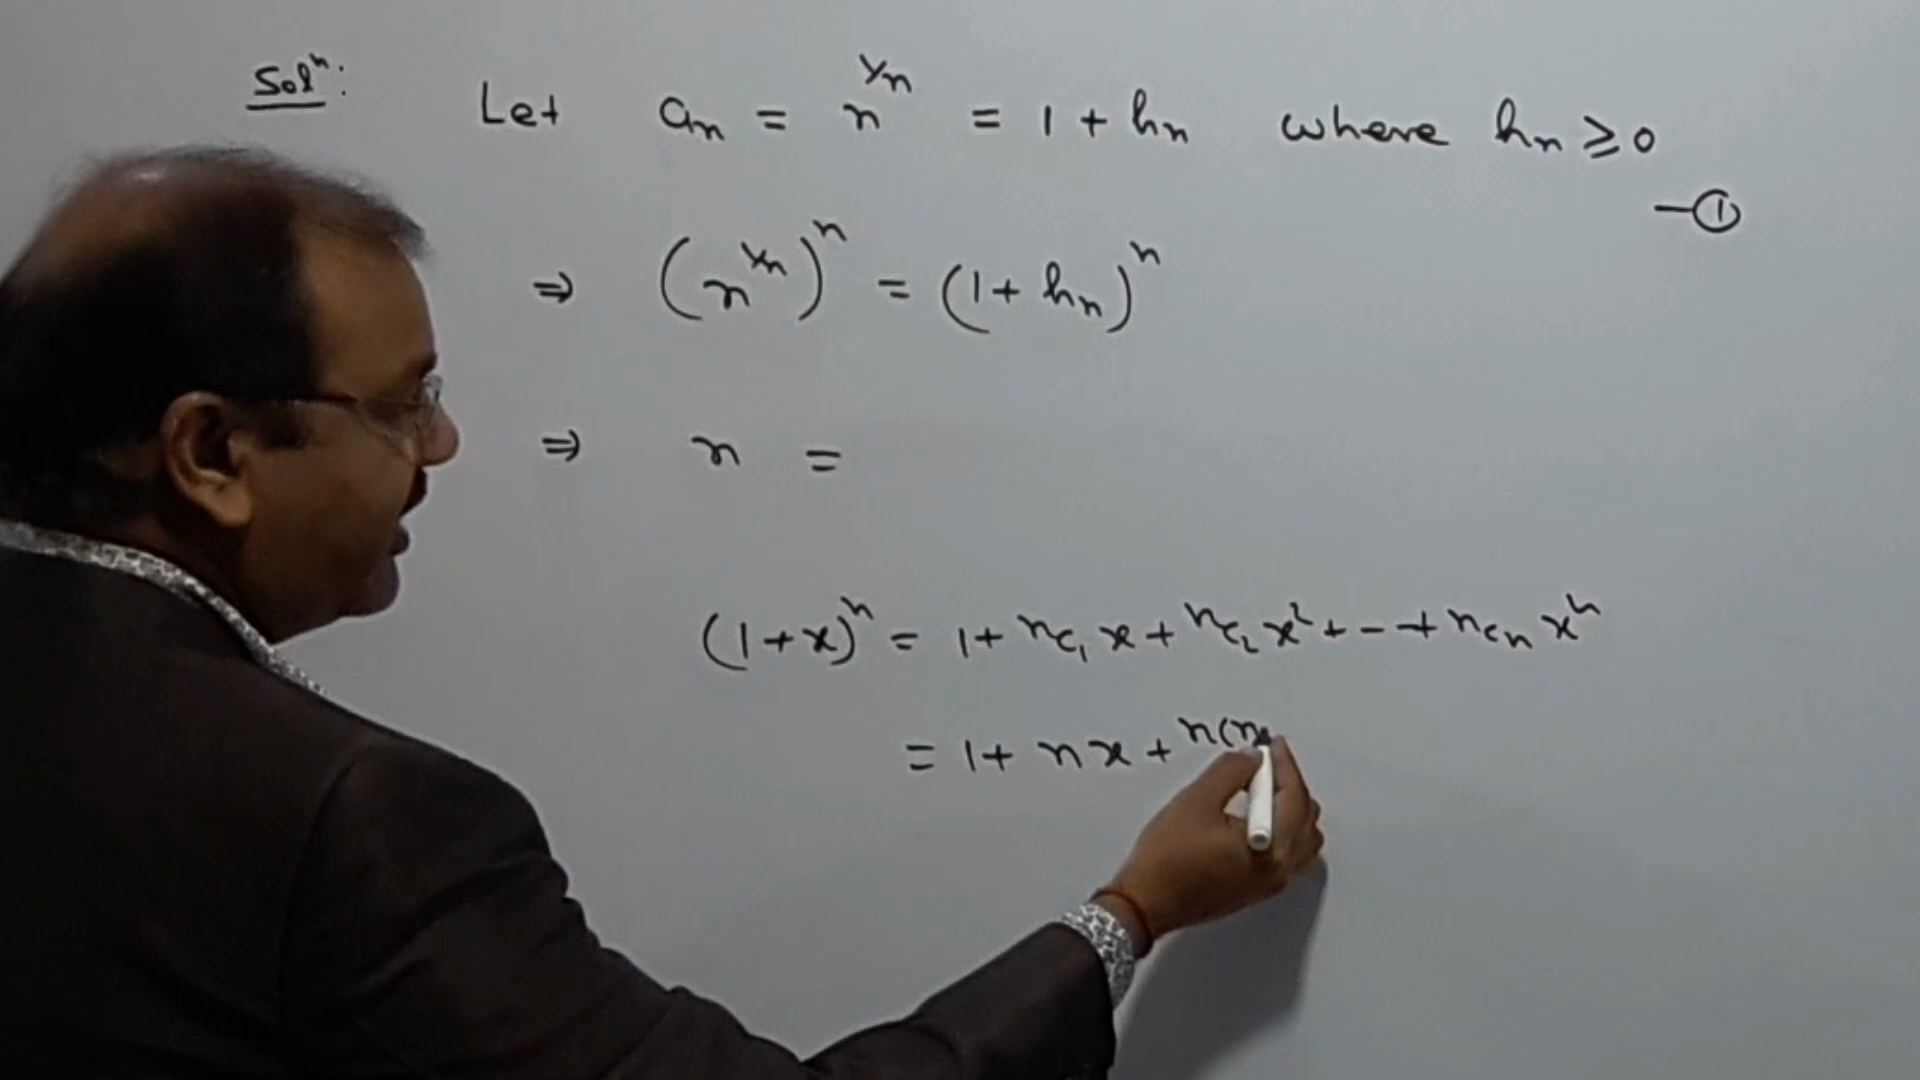 Solⁿ: Let aₙ = n^{1/n} = 1 + hₙ where hₙ ⩾ 0
—①
⇒ (n^{1/n})ⁿ = (1 + hₙ)ⁿ
⇒ n =
(1+x)ⁿ = 1 + ⁿC₁ x + ⁿC₂ x² + -- + ⁿCₙ xⁿ
= 1 + nx + n(n